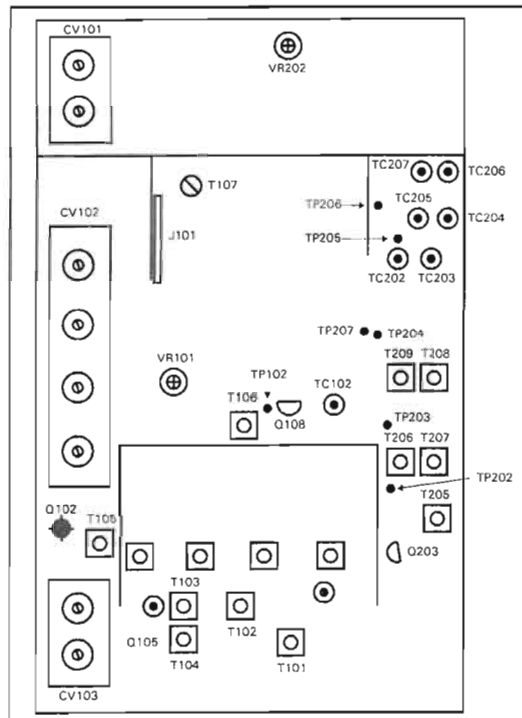 CV101
VR202
TC207
TC206
T107
CV102
TP206
TC205
TC204
J101
TP205
TC202
TC203
TP207
TP204
T209
T208
VR101
TP102
TC102
T106
Q108
TP203
T206
T207
TP202
Q102
T105
T205
Q203
T103
Q105
T102
T104
T101
CV103